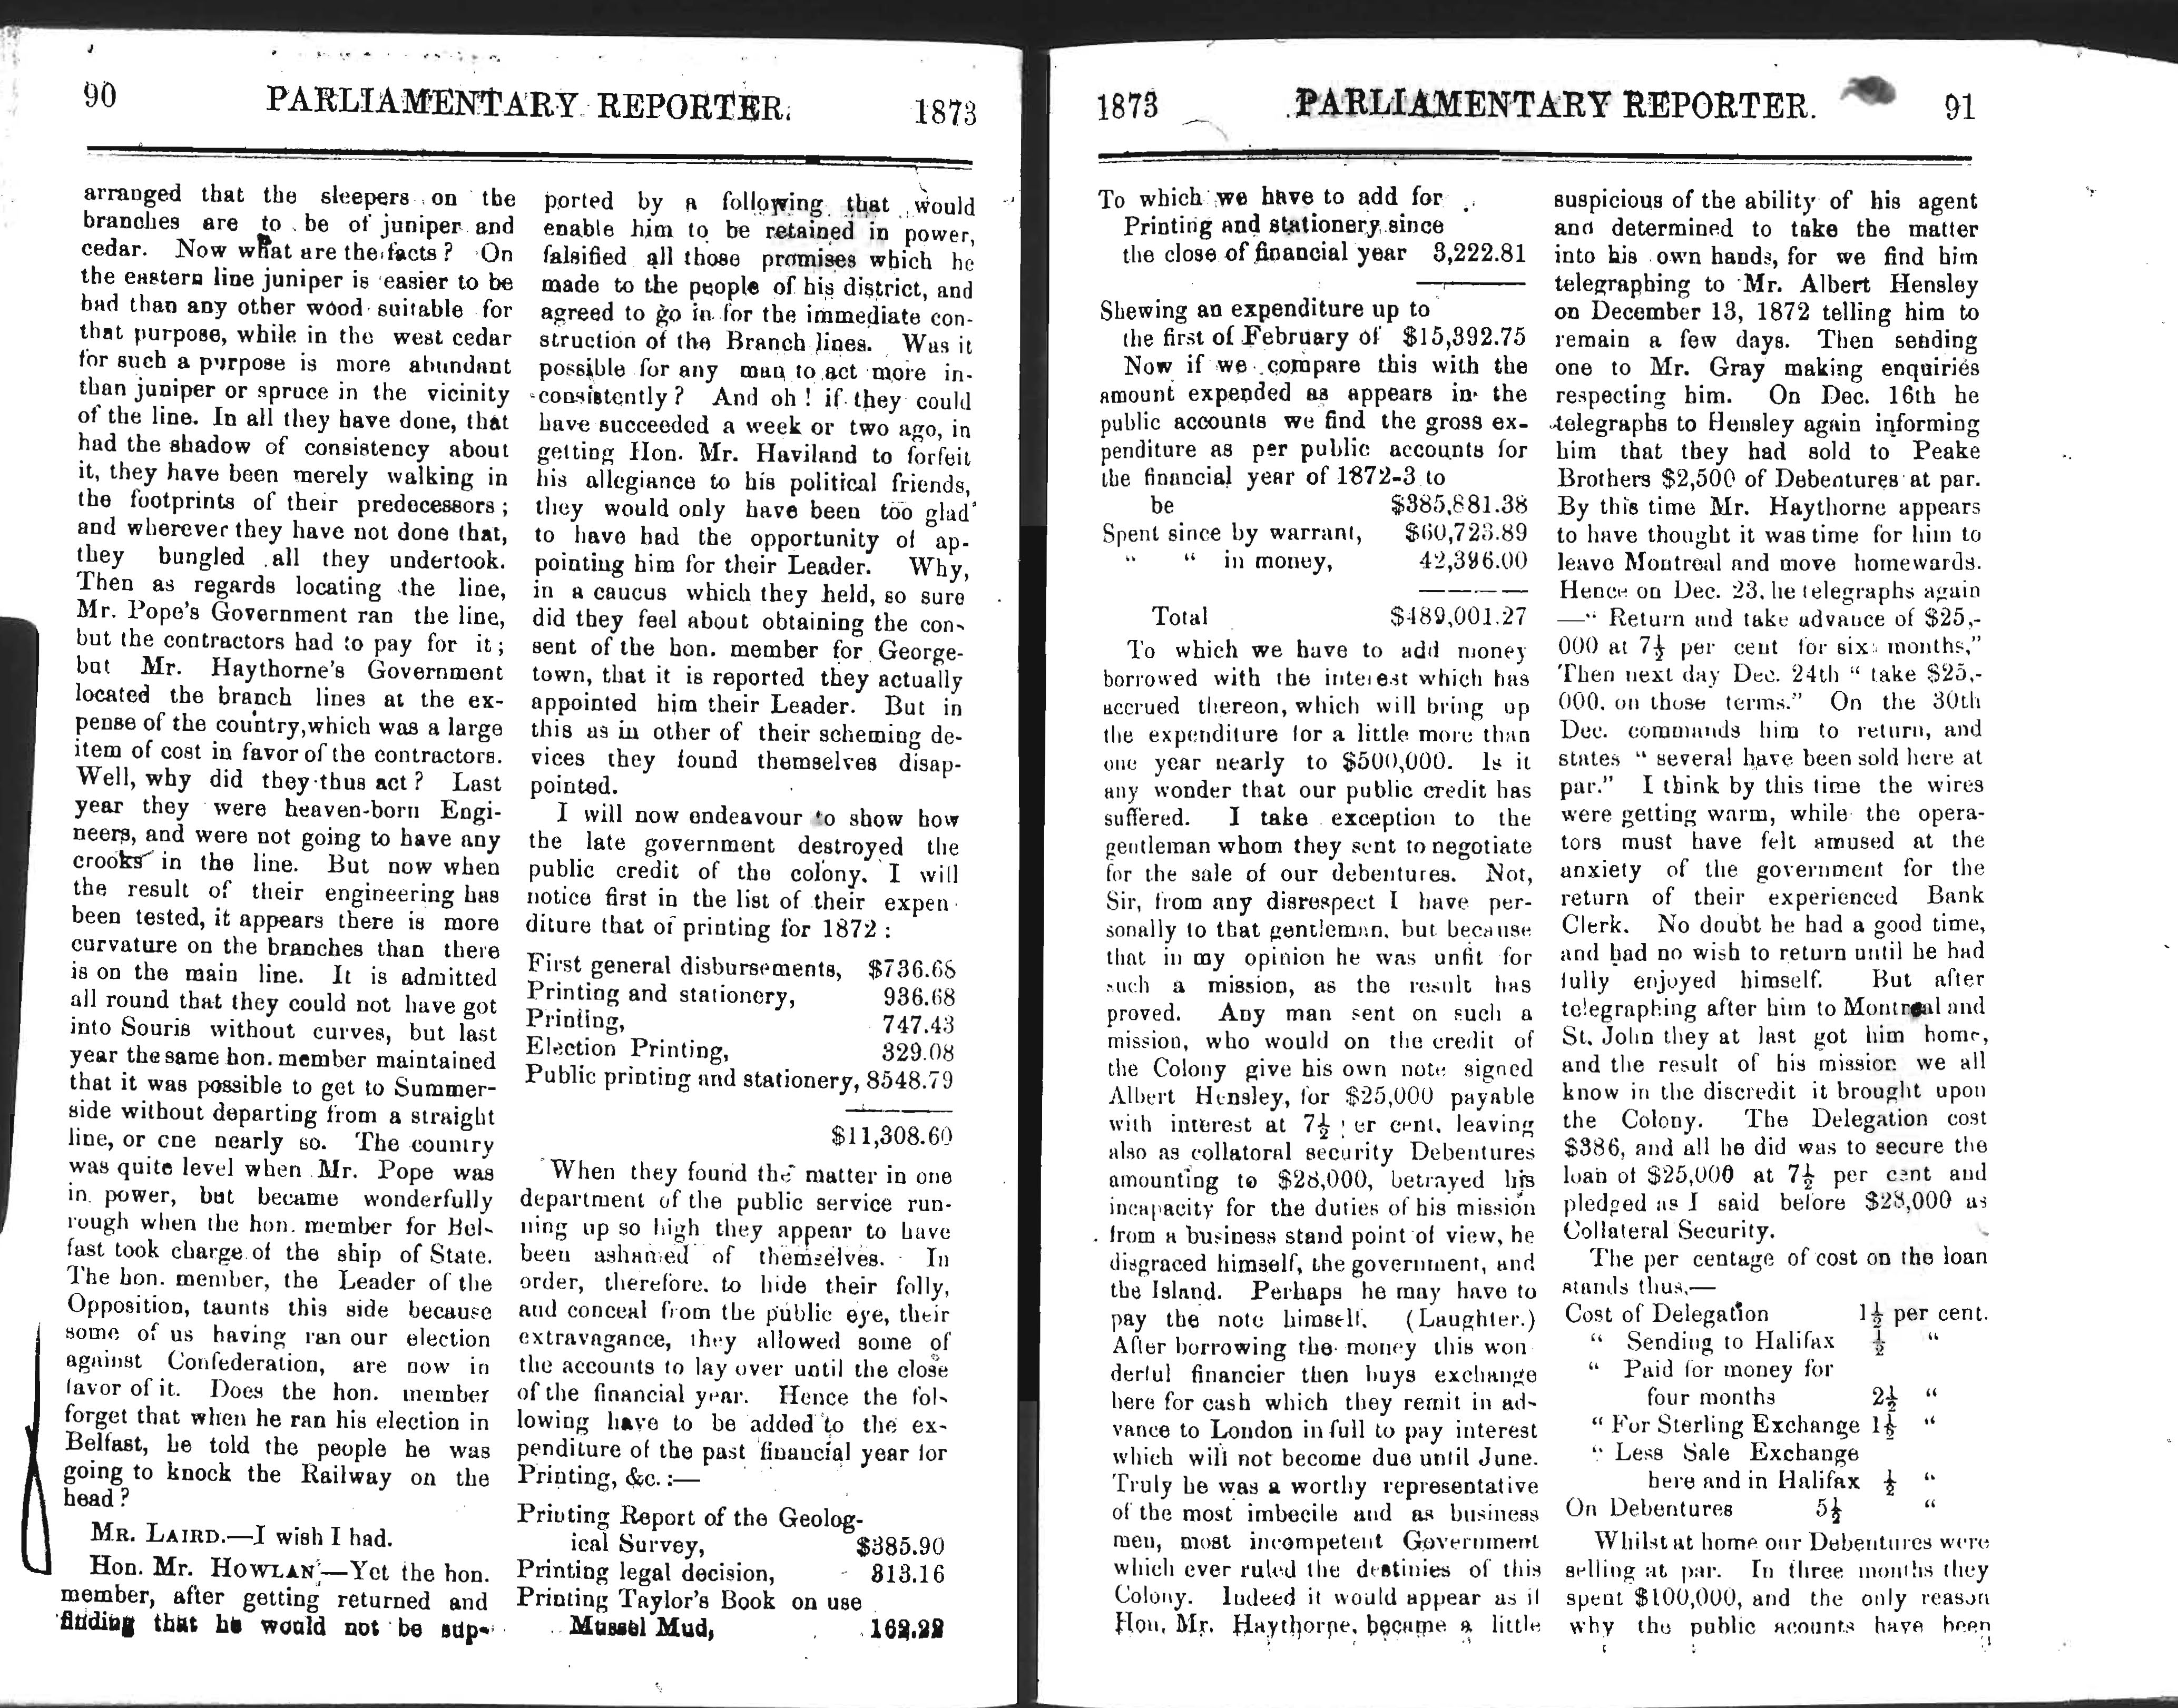 90
PARLIAMENTARY REPORTER.
1873
arranged that the sleepers on the
branches are to be of juniper and
cedar. Now what are the facts? On
the eastern line juniper is easier to be
had than any other wood suitable for
that purpose, while in the west cedar
for such a purpose is more abundant
than juniper or spruce in the vicinity
of the line. In all they have done, that
had the shadow of consistency about
it, they have been merely walking in
the footprints of their predecessors;
and wherever they have not done that,
they bungled all they undertook.
Then as regards locating the line,
Mr. Pope's Government ran the line,
but the contractors had to pay for it;
but Mr. Haythorne's Government
located the branch lines at the ex-
pense of the country, which was a large
item of cost in favor of the contractors.
Well, why did they thus act? Last
year they were heaven-born Engi-
neers, and were not going to have any
crooks in the line. But now when
the result of their engineering has
been tested, it appears there is more
curvature on the branches than there
is on the main line. It is admitted
all round that they could not have got
into Souris without curves, but last
year the same hon. member maintained
that it was possible to get to Summer-
side without departing from a straight
line, or one nearly so. The country
was quite level when Mr. Pope was
in power, but became wonderfully
rough when the hon. member for Bel-
fast took charge of the ship of State.
The hon. member, the Leader of the
Opposition, taunts this side because
some of us having ran our election
against Confederation, are now in
favor of it. Does the hon. member
forget that when he ran his election in
Belfast, he told the people he was
going to knock the Railway on the
head?
MR. LAIRD.—I wish I had.
Hon. Mr. HOWLAN.—Yet the hon.
member, after getting returned and
finding that he would not be sup-
ported by a following that would
enable him to be retained in power,
falsified all those promises which he
made to the people of his district, and
agreed to go in for the immediate con-
struction of the Branch lines. Was it
possible for any man to act more in-
consistently? And oh! if they could
have succeeded a week or two ago, in
getting Hon. Mr. Haviland to forfeit
his allegiance to his political friends,
they would only have been too glad
to have had the opportunity of ap-
pointing him for their Leader. Why,
in a caucus which they held, so sure
did they feel about obtaining the con-
sent of the hon. member for George-
town, that it is reported they actually
appointed him their Leader. But in
this as in other of their scheming de-
vices they found themselves disap-
pointed.
I will now endeavour to show how
the late government destroyed the
public credit of the colony. I will
notice first in the list of their expen
diture that of printing for 1872:
First general disbursements, $736.68
Printing and stationery, 936.68
Printing, 747.43
Election Printing, 329.08
Public printing and stationery, 8548.79
$11,308.60
When they found the matter in one
department of the public service run-
ning up so high they appear to have
been ashamed of themselves. In
order, therefore, to hide their folly,
and conceal from the public eye, their
extravagance, they allowed some of
the accounts to lay over until the close
of the financial year. Hence the fol-
lowing have to be added to the ex-
penditure of the past financial year for
Printing, &c.:—
Printing Report of the Geolog-
ical Survey, $385.90
Printing legal decision, 813.16
Printing Taylor's Book on use
Mussel Mud, 162.22
1873
PARLIAMENTARY REPORTER.
91
To which we have to add for
Printing and stationery since
the close of financial year 3,222.81
Shewing an expenditure up to
the first of February of $15,392.75
Now if we compare this with the
amount expended as appears in the
public accounts we find the gross ex-
penditure as per public accounts for
the financial year of 1872-3 to
be $385,881.38
Spent since by warrant, $60,723.89
" " in money, 42,396.00
Total $489,001.27
To which we have to add money
borrowed with the interest which has
accrued thereon, which will bring up
the expenditure for a little more than
one year nearly to $500,000. Is it
any wonder that our public credit has
suffered. I take exception to the
gentleman whom they sent to negotiate
for the sale of our debentures. Not,
Sir, from any disrespect I have per-
sonally to that gentleman, but because
that in my opinion he was unfit for
such a mission, as the result has
proved. Any man sent on such a
mission, who would on the credit of
the Colony give his own note signed
Albert Hensley, for $25,000 payable
with interest at 7½ per cent, leaving
also as collatoral security Debentures
amounting to $28,000, betrayed his
incapacity for the duties of his mission
from a business stand point of view, he
disgraced himself, the government, and
the Island. Perhaps he may have to
pay the note himself. (Laughter.)
After borrowing the money this won
derful financier then buys exchange
here for cash which they remit in ad-
vance to London in full to pay interest
which will not become due until June.
Truly he was a worthy representative
of the most imbecile and as business
men, most incompetent Government
which ever ruled the destinies of this
Colony. Indeed it would appear as if
Hon. Mr. Haythorne, became a little
suspicious of the ability of his agent
and determined to take the matter
into his own hands, for we find him
telegraphing to Mr. Albert Hensley
on December 13, 1872 telling him to
remain a few days. Then sending
one to Mr. Gray making enquiries
respecting him. On Dec. 16th he
telegraphs to Hensley again informing
him that they had sold to Peake
Brothers $2,500 of Debentures at par.
By this time Mr. Haythorne appears
to have thought it was time for him to
leave Montreal and move homewards.
Hence on Dec. 23, he telegraphs again
—" Return and take advance of $25,-
000 at 7½ per cent for six months,"
Then next day Dec. 24th " take $25,-
000, on those terms." On the 30th
Dec. commands him to return, and
states " several have been sold here at
par." I think by this time the wires
were getting warm, while the opera-
tors must have felt amused at the
anxiety of the government for the
return of their experienced Bank
Clerk. No doubt he had a good time,
and had no wish to return until he had
fully enjoyed himself. But after
telegraphing after him to Montreal and
St. John they at last got him home,
and the result of his mission we all
know in the discredit it brought upon
the Colony. The Delegation cost
$386, and all he did was to secure the
loan of $25,000 at 7½ per cent and
pledged as I said before $28,000 as
Collateral Security.
The per centage of cost on the loan
stands thus,—
Cost of Delegation 1½ per cent.
" Sending to Halifax ½ "
" Paid for money for
four months 2½ "
" For Sterling Exchange 1½ "
" Less Sale Exchange
here and in Halifax ½ "
On Debentures 5½ "
Whilst at home our Debentures were
selling at par. In three months they
spent $100,000, and the only reason
why the public acounts have been